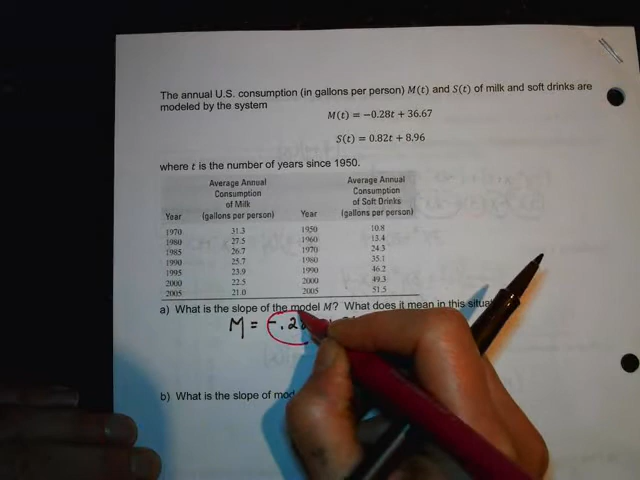 The annual U.S. consumption (in gallons per person) M(t) and S(t) of milk and soft drinks are
modeled by the system
M(t) = −0.28t + 36.67
S(t) = 0.82t + 8.96
where t is the number of years since 1950.
Year Average Annual Consumption of Milk (gallons per person) Year Average Annual Consumption of Soft Drinks (gallons per person)
1970 31.3 1950 10.8
1980 27.5 1960 13.4
1985 26.7 1970 24.3
1990 25.7 1980 35.1
1995 23.9 1990 46.2
2000 22.5 2000 49.3
2005 21.0 2005 51.5
a) What is the slope of the model M? What does it mean in this
M = -.2
b) What is the slope of